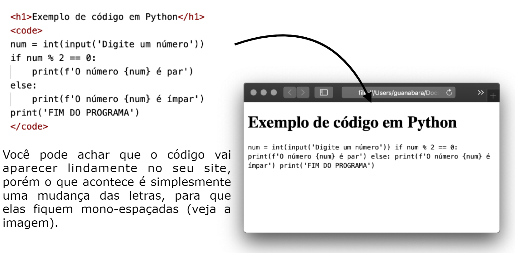 <h1>Exemplo de código em Python</h1>
<code>
num = int(input('Digite um número'))
if num % 2 == 0:
    print(f'O número {num} é par')
else:
    print(f'O número {num} é ímpar')
print('FIM DO PROGRAMA')
</code>
Você pode achar que o código vai
aparecer lindamente no seu site,
porém o que acontece é simplesmente
uma mudança das letras, para que
elas fiquem mono-espaçadas (veja a
imagem).
/Users/guanabara/Doc
Exemplo de código em Python
num = int(input('Digite um número')) if num % 2 == 0:
print(f'O número {num} é par') else: print(f'O número {num} é
ímpar') print('FIM DO PROGRAMA')